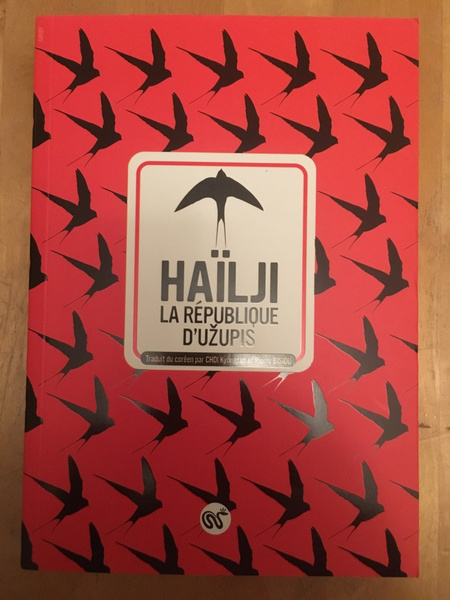 HAÏLJI
LA RÉPUBLIQUE
D'UŽUPIS
Traduit du coréen par CHOI Kyungran et Pierre BISIOU